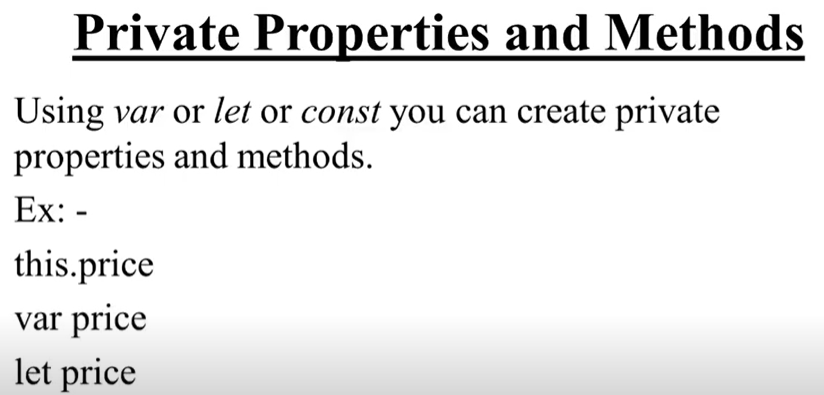 Private Properties and Methods
Using var or let or const you can create private
properties and methods.
Ex: -
this.price
var price
let price